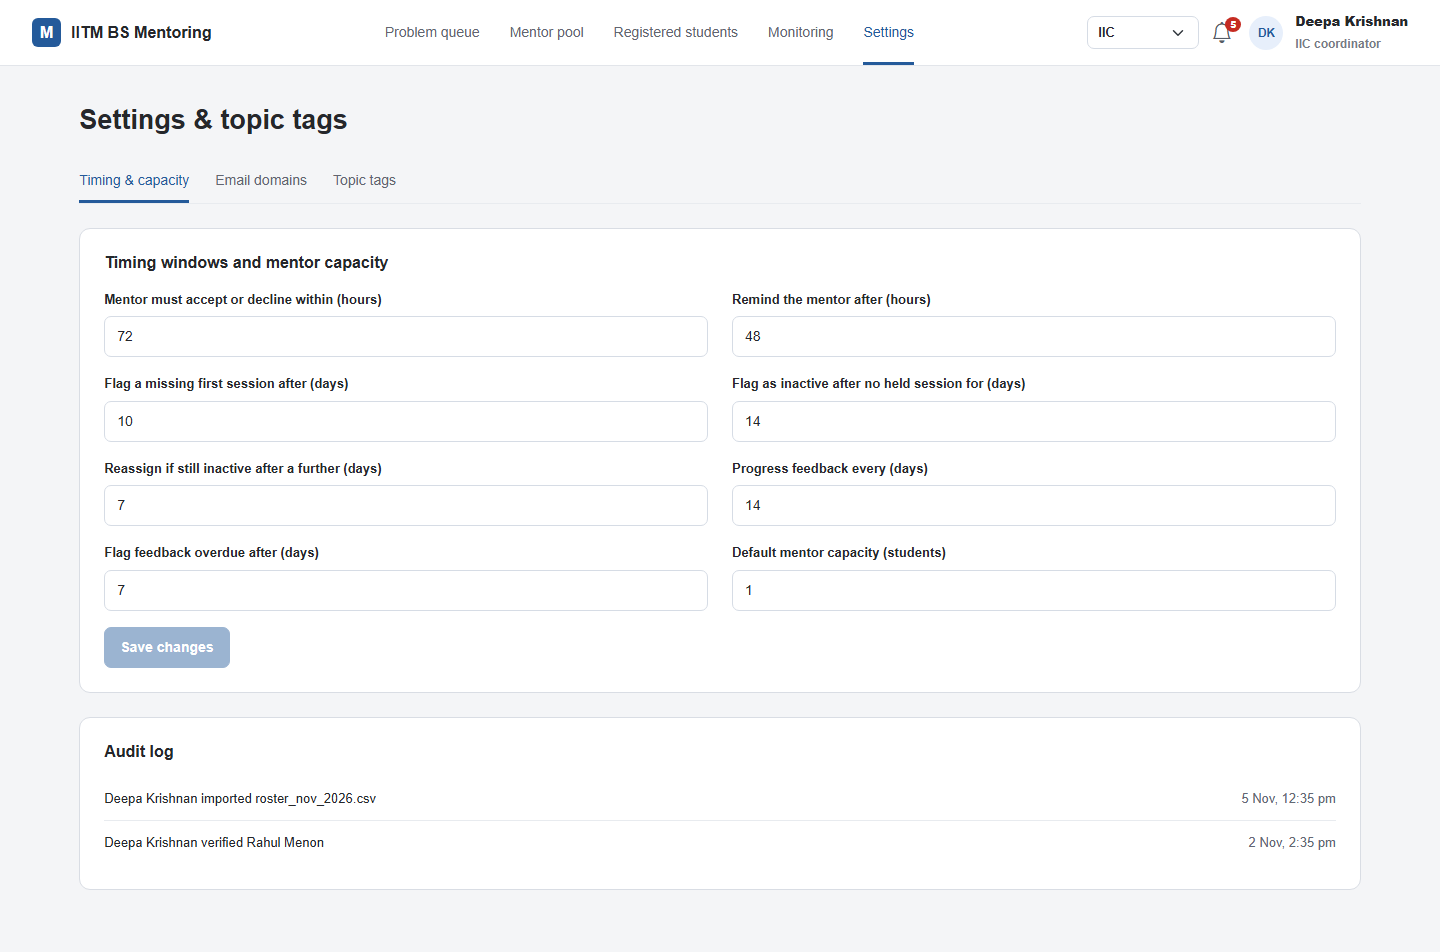 M IITM BS Mentoring
Problem queue
Mentor pool
Registered students
Monitoring
Settings
IIC
5
DK
Deepa Krishnan
IIC coordinator
Settings & topic tags
Timing & capacity
Email domains
Topic tags
Timing windows and mentor capacity
Mentor must accept or decline within (hours)
72
Remind the mentor after (hours)
48
Flag a missing first session after (days)
10
Flag as inactive after no held session for (days)
14
Reassign if still inactive after a further (days)
7
Progress feedback every (days)
14
Flag feedback overdue after (days)
7
Default mentor capacity (students)
1
Save changes
Audit log
Deepa Krishnan imported roster_nov_2026.csv
5 Nov, 12:35 pm
Deepa Krishnan verified Rahul Menon
2 Nov, 2:35 pm